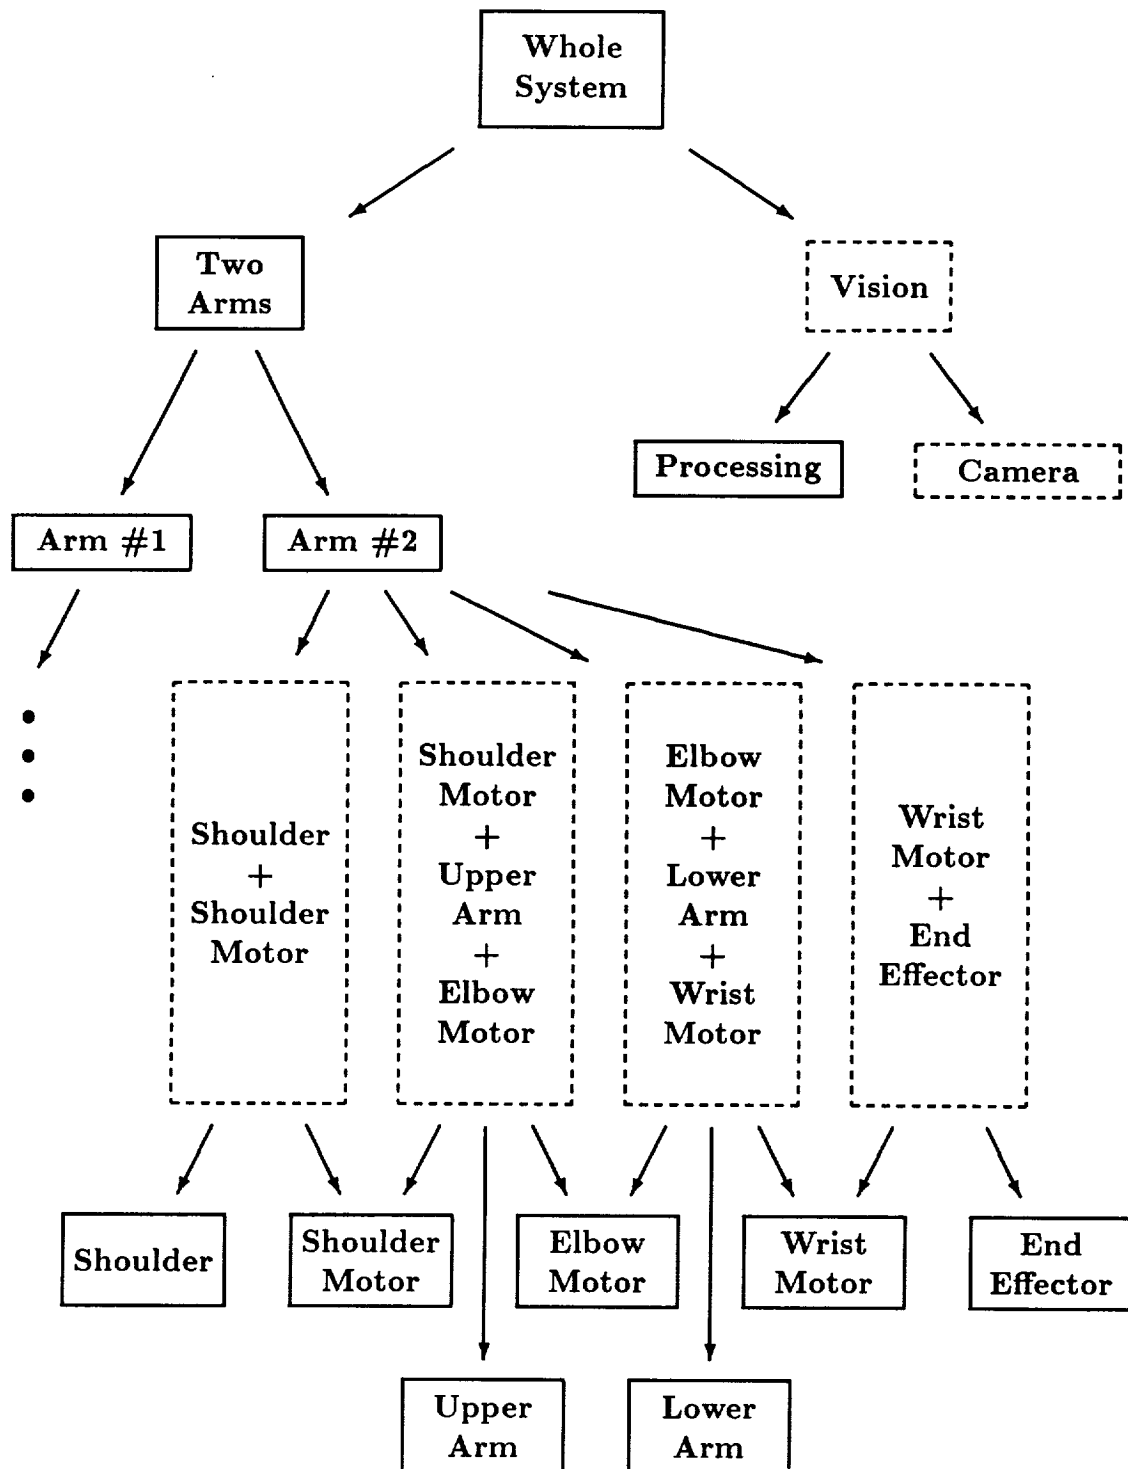 Whole
System
Two
Arms
Vision
Processing
Camera
Arm #1
Arm #2
Shoulder
+
Shoulder
Motor
Shoulder
Motor
+
Upper
Arm
+
Elbow
Motor
Elbow
Motor
+
Lower
Arm
+
Wrist
Motor
Wrist
Motor
+
End
Effector
Shoulder
Shoulder
Motor
Elbow
Motor
Wrist
Motor
End
Effector
Upper
Arm
Lower
Arm